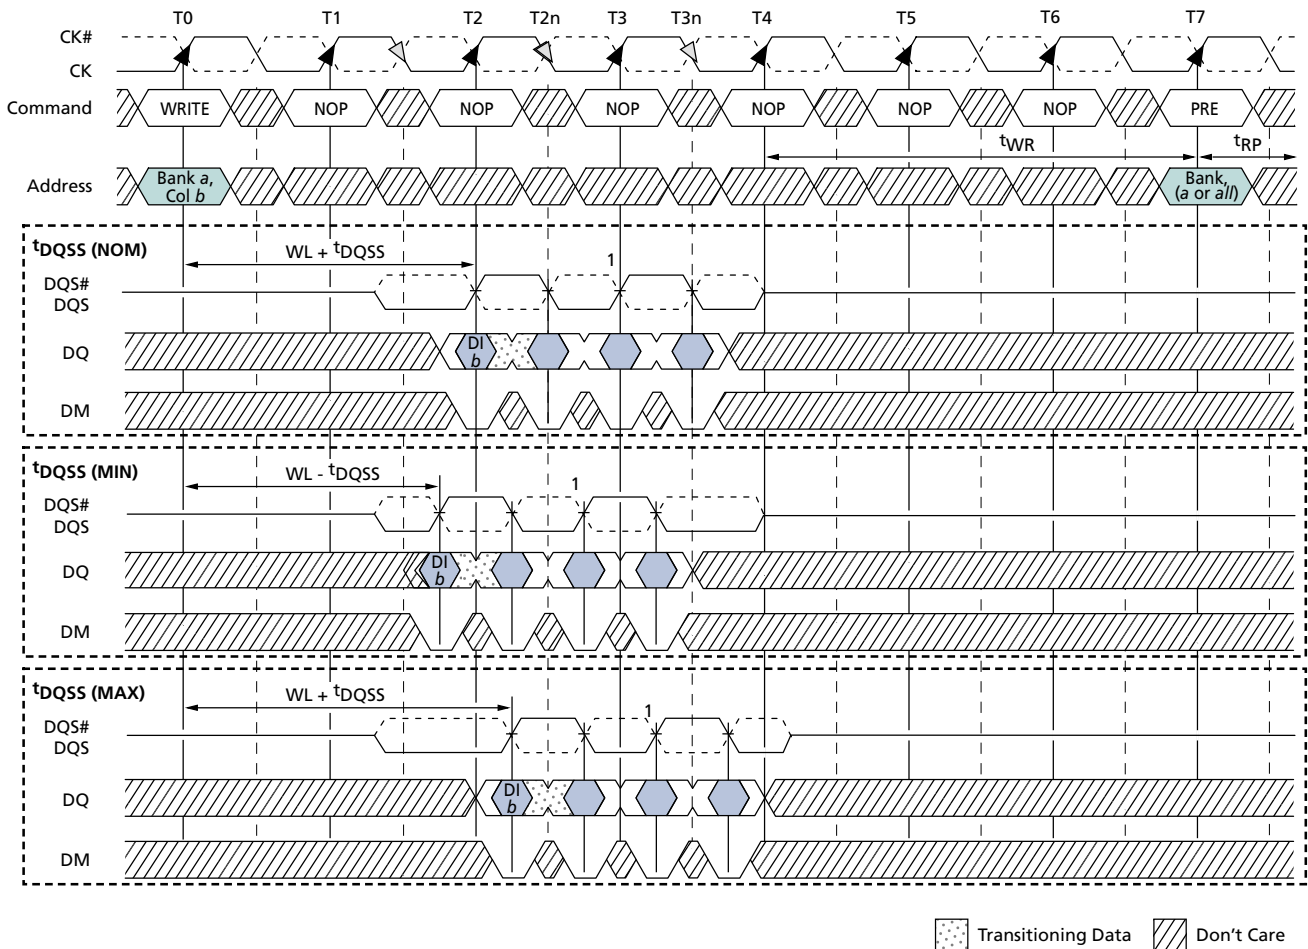 T0 T1 T2 T2n T3 T3n T4 T5 T6 T7
CK#
CK
Command WRITE NOP NOP NOP NOP NOP NOP PRE
tWR tRP
Address Bank a, Col b Bank, (a or all)
tDQSS (NOM)
WL + tDQSS 1
DQS#
DQS
DQ DI b
DM
tDQSS (MIN)
WL - tDQSS 1
DQS#
DQS
DQ DI b
DM
tDQSS (MAX)
WL + tDQSS 1
DQS#
DQS
DQ DI b
DM
Transitioning Data Don't Care